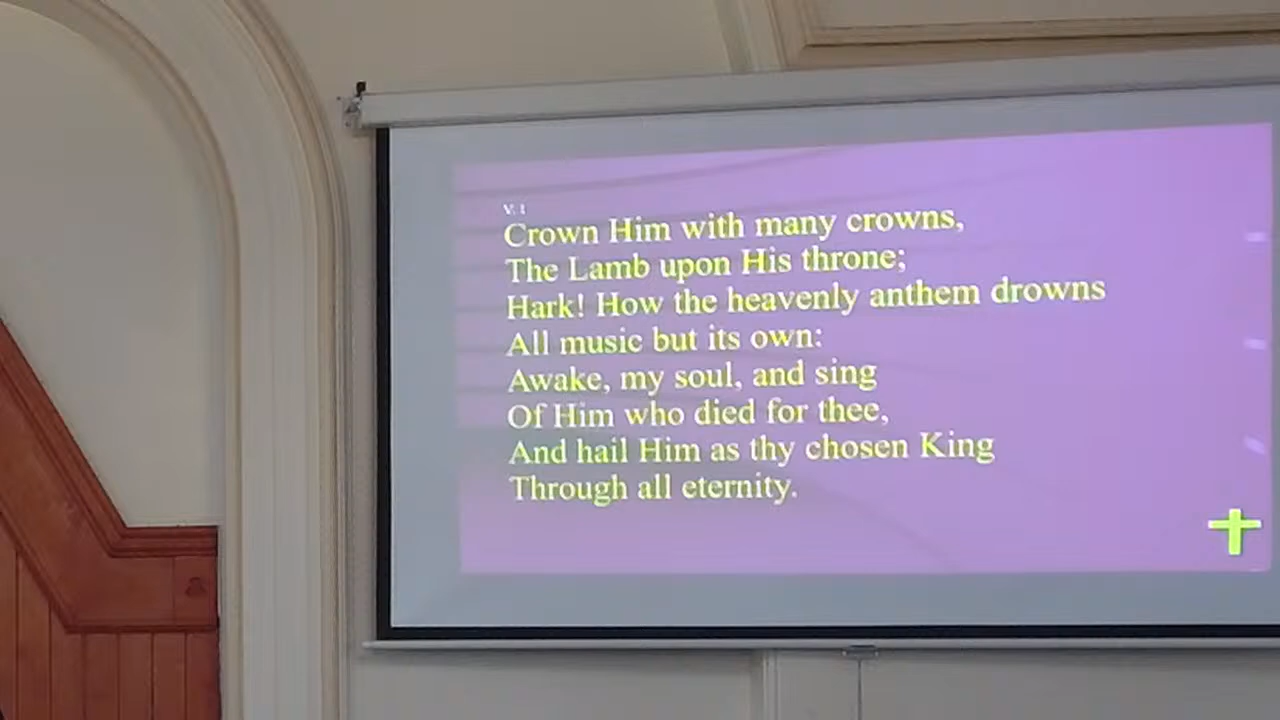 V. 1
Crown Him with many crowns,
The Lamb upon His throne;
Hark! How the heavenly anthem drowns
All music but its own:
Awake, my soul, and sing
Of Him who died for thee,
And hail Him as thy chosen King
Through all eternity.